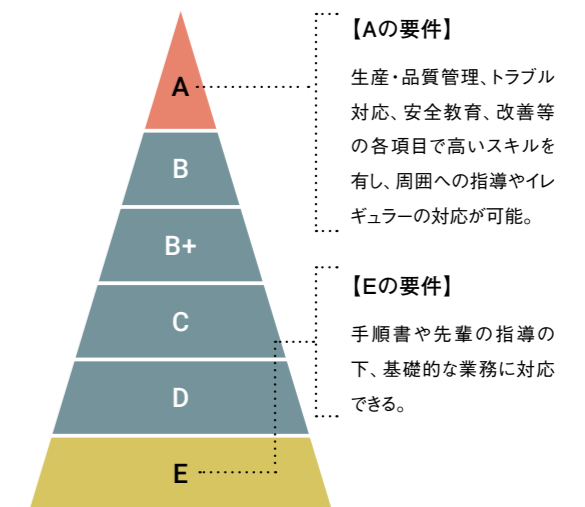 A
B
B+
C
D
E
【Aの要件】
生産・品質管理、トラブル
対応、安全教育、改善等
の各項目で高いスキルを
有し、周囲への指導やイレ
ギュラーの対応が可能。
【Eの要件】
手順書や先輩の指導の
下、基礎的な業務に対応
できる。